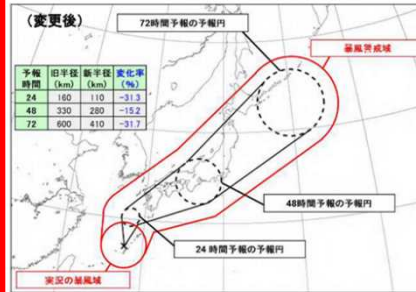 (変更後)
72時間予報の予報円
暴風警戒域
予報時間 旧半径(km) 新半径(km) 変化率(%)
24 160 110 -31.3
48 330 280 -15.2
72 600 410 -31.7
48時間予報の予報円
24時間予報の予報円
実況の暴風域